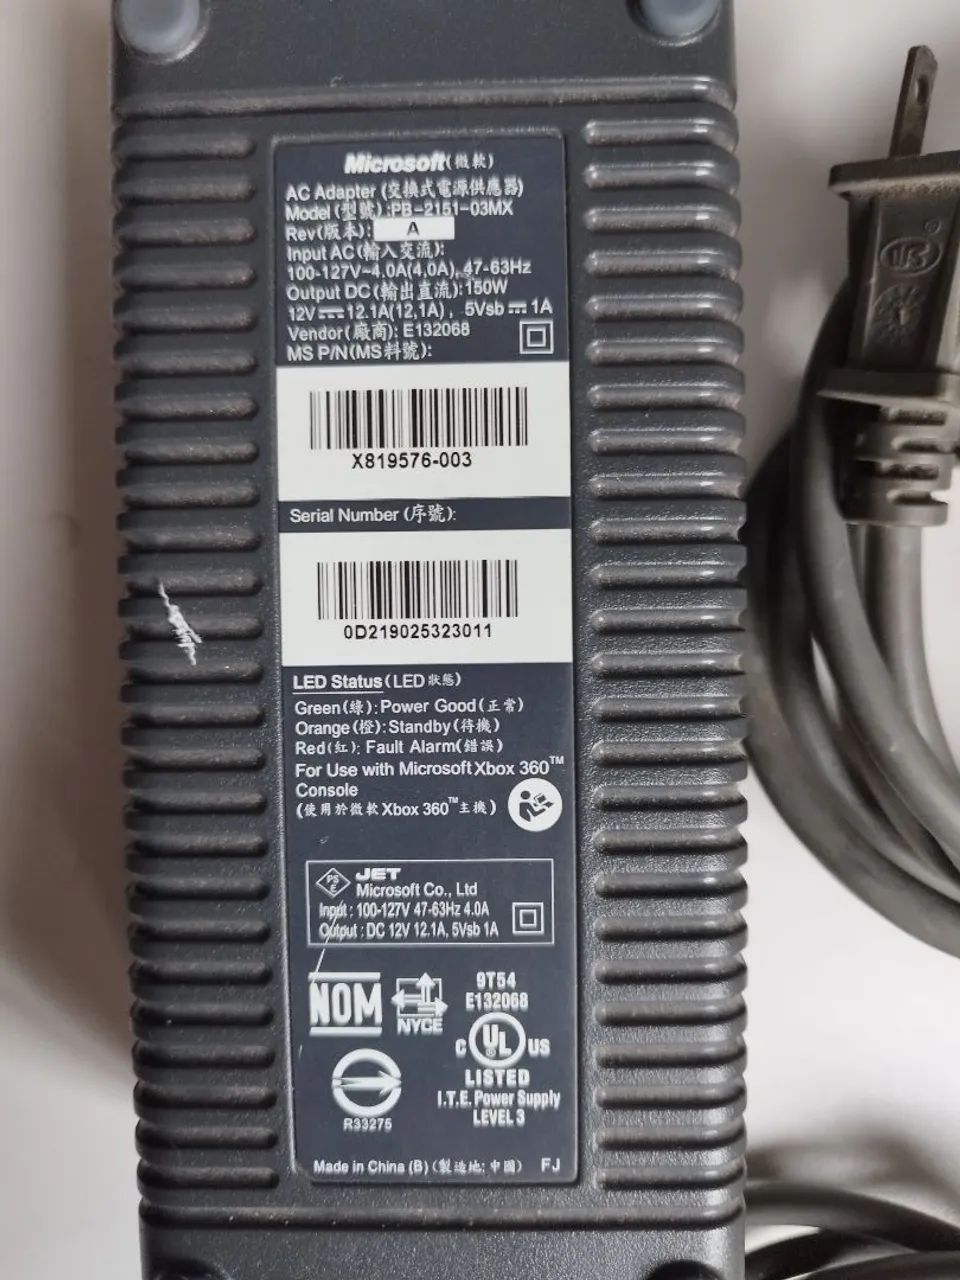 Microsoft(微軟)
AC Adapter (交換式電源供應器)
Model (型號):PB-2151-03MX
Rev(版本): A
Input AC(輸入交流):
100-127V~4.0A(4,0A), 47-63Hz
Output DC(輸出直流):150W
12V⎓12.1A(12,1A), 5Vsb⎓1A
Vendor(廠商): E132068
MS P/N(MS料號):
X819576-003
Serial Number (序號):
0D219025323011
LED Status(LED 狀態)
Green(綠):Power Good(正常)
Orange(橙):Standby(待機)
Red(紅): Fault Alarm(錯誤)
For Use with Microsoft Xbox 360™
Console
(使用於微軟 Xbox 360™主機)
PS
E
JET
Microsoft Co., Ltd
Input : 100-127V 47-63Hz 4.0A
Output : DC 12V 12.1A, 5Vsb 1A
NOM
NYCE
9T54
E132068
C UL® US
LISTED
I.T.E. Power Supply
LEVEL 3
R33275
Made in China (B) (製造地: 中國) FJ